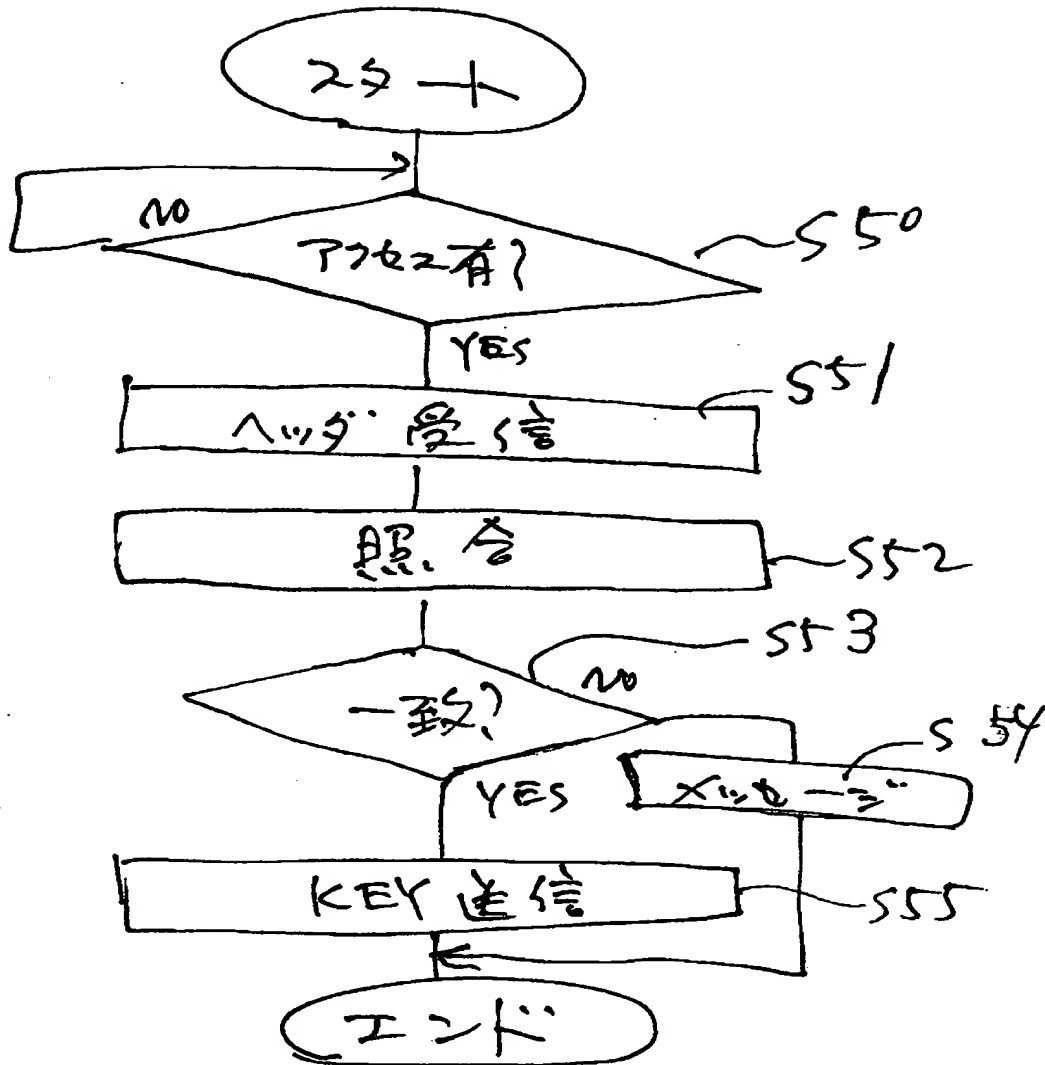 スタート
NO
アクセス有?
S50
YES
S51
ヘッダ受信
照合
S52
S53
NO
一致?
S54
YES
メッセージ
KEY送信
S55
エンド